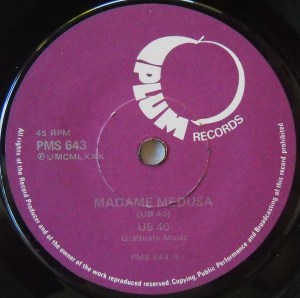 PLUM
RECORDS
45 RPM
PMS 643
℗ MCMLXXX
MADAME MEDUSA
(UB 40)
UB 40
Graduate Music
PMS 643 A
All rights of the Record Producer and of the owner of the work reproduced reserved. Copying, Public Performance and Broadcasting of this record prohibited.